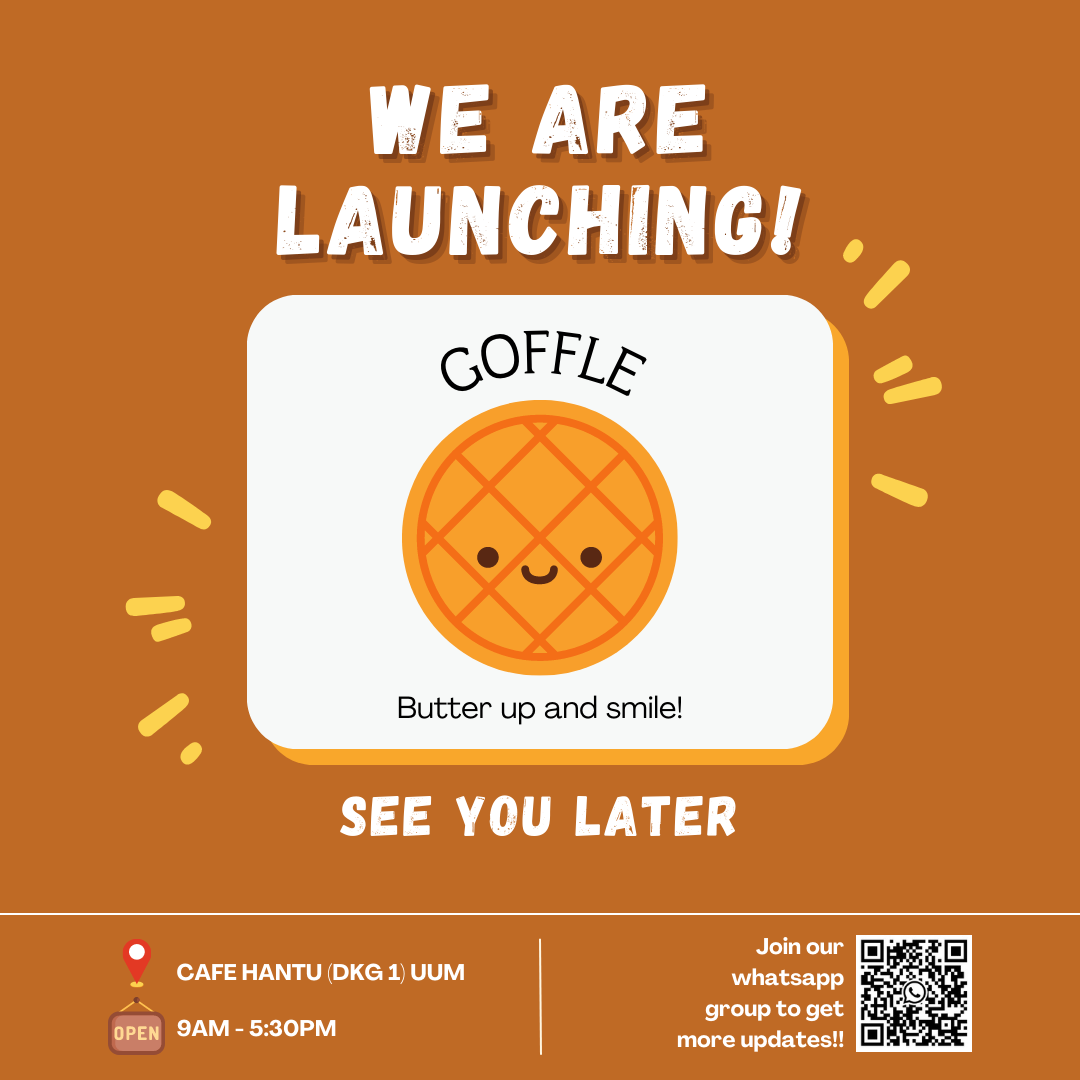 WE ARE
LAUNCHING!
GOFFLE
Butter up and smile!
SEE YOU LATER
CAFE HANTU (DKG 1) UUM
OPEN
9AM - 5:30PM
Join our
whatsapp
group to get
more updates!!